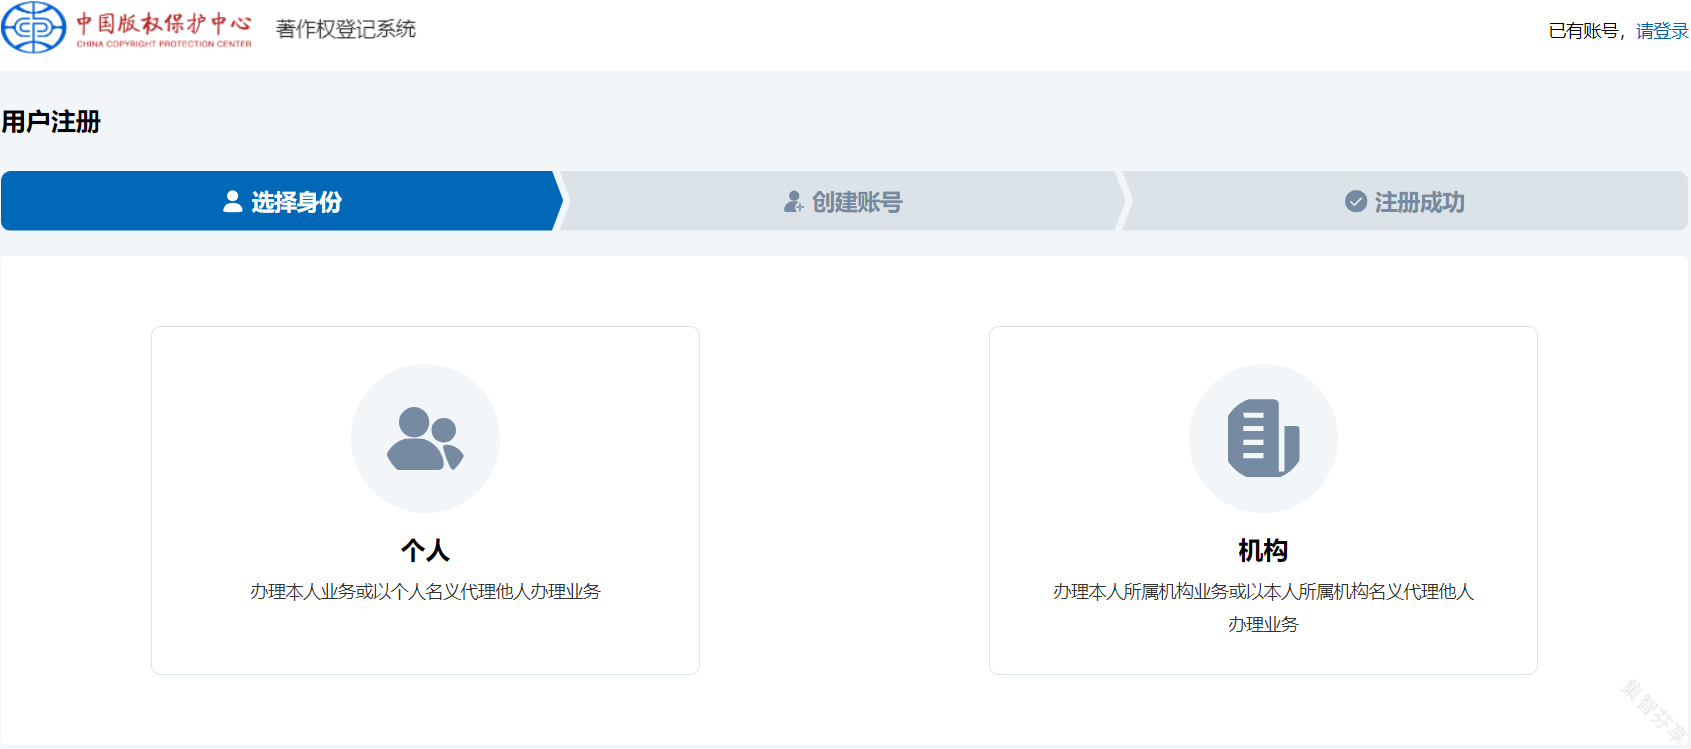 中国版权保护中心
CHINA COPYRIGHT PROTECTION CENTER
著作权登记系统
已有账号，请登录
用户注册
选择身份
创建账号
注册成功
个人
办理本人业务或以个人名义代理他人办理业务
机构
办理本人所属机构业务或以本人所属机构名义代理他人
办理业务
集智芬享